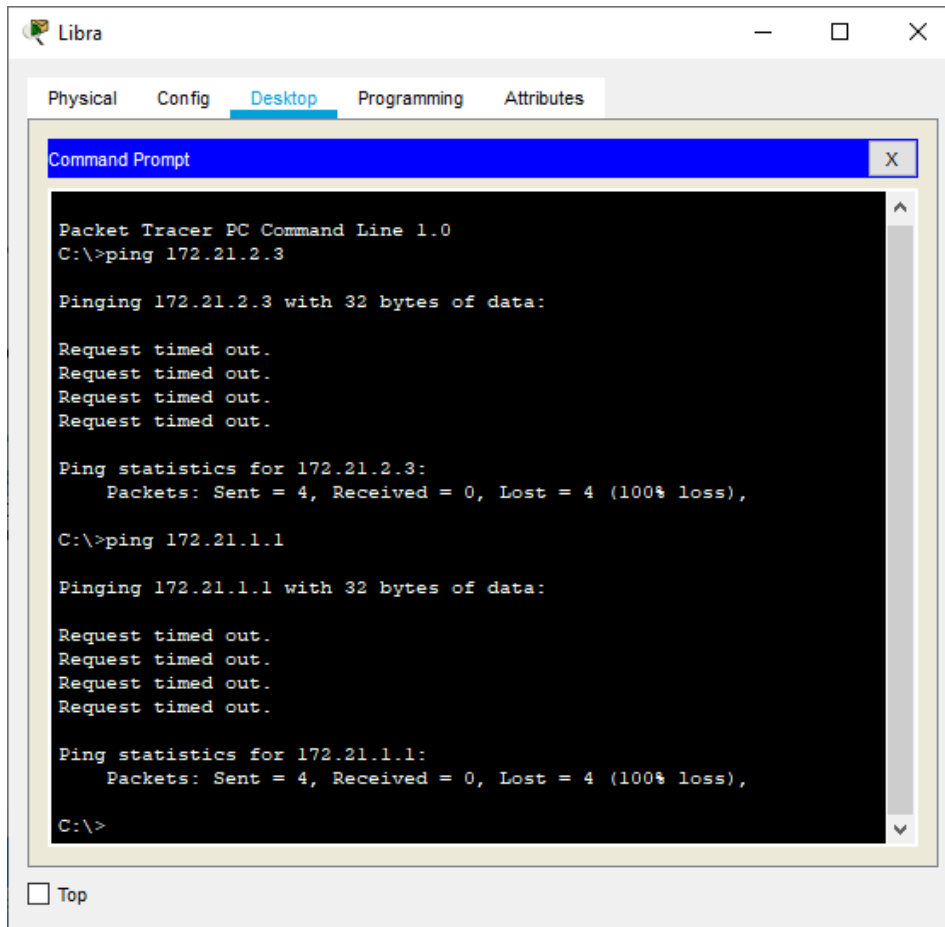 Libra
Physical Config Desktop Programming Attributes
Command Prompt
X
Packet Tracer PC Command Line 1.0
C:\>ping 172.21.2.3
Pinging 172.21.2.3 with 32 bytes of data:
Request timed out.
Request timed out.
Request timed out.
Request timed out.
Ping statistics for 172.21.2.3:
Packets: Sent = 4, Received = 0, Lost = 4 (100% loss),
C:\>ping 172.21.1.1
Pinging 172.21.1.1 with 32 bytes of data:
Request timed out.
Request timed out.
Request timed out.
Request timed out.
Ping statistics for 172.21.1.1:
Packets: Sent = 4, Received = 0, Lost = 4 (100% loss),
C:\>
Top